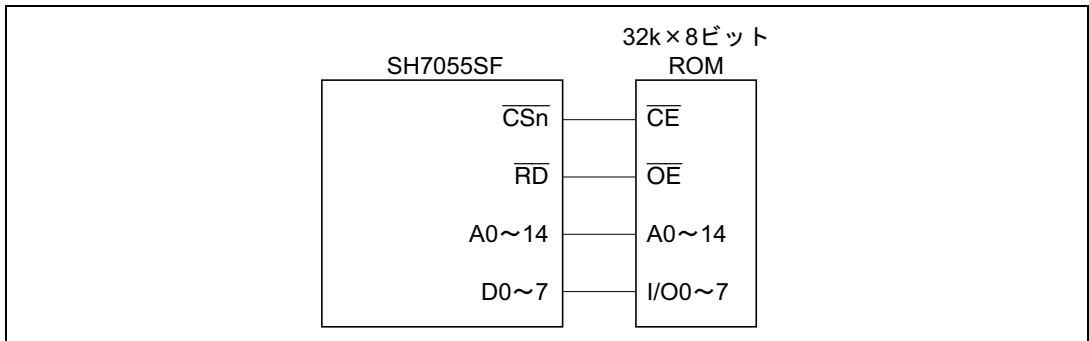 32k×8ビット
SH7055SF ROM
CSn CE
RD OE
A0～14 A0～14
D0～7 I/O0～7